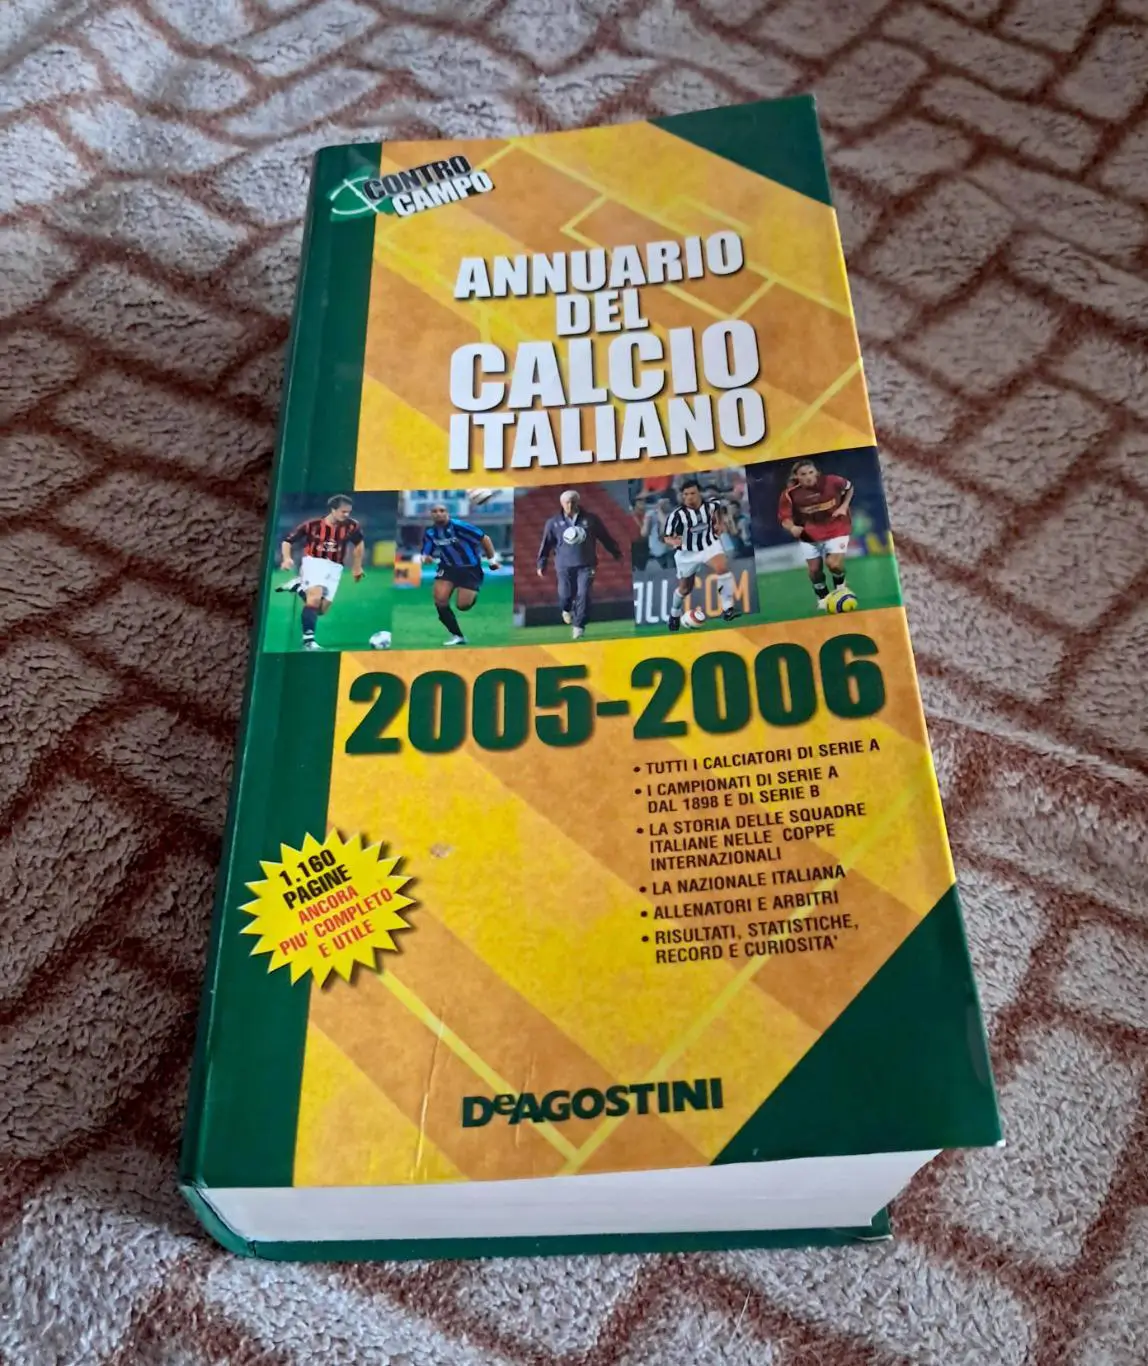 CONTRO
CAMPO
ANNUARIO
DEL
CALCIO
ITALIANO
2005-2006
• TUTTI I CALCIATORI DI SERIE A
• I CAMPIONATI DI SERIE A
DAL 1898 E DI SERIE B
• LA STORIA DELLE SQUADRE
ITALIANE NELLE COPPE
INTERNAZIONALI
• LA NAZIONALE ITALIANA
• ALLENATORI E ARBITRI
• RISULTATI, STATISTICHE,
RECORD E CURIOSITA'
1.160
PAGINE
ANCORA
PIU' COMPLETO
E UTILE
DeAGOSTINI